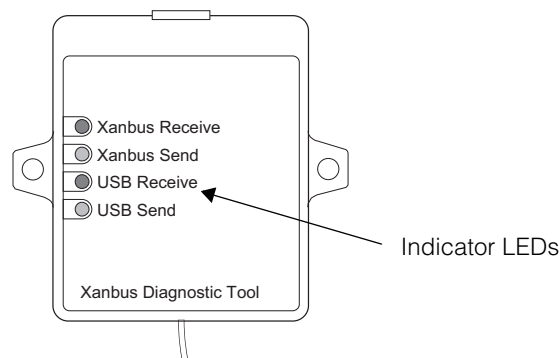 Xanbus Receive
Xanbus Send
USB Receive
USB Send
Indicator LEDs
Xanbus Diagnostic Tool